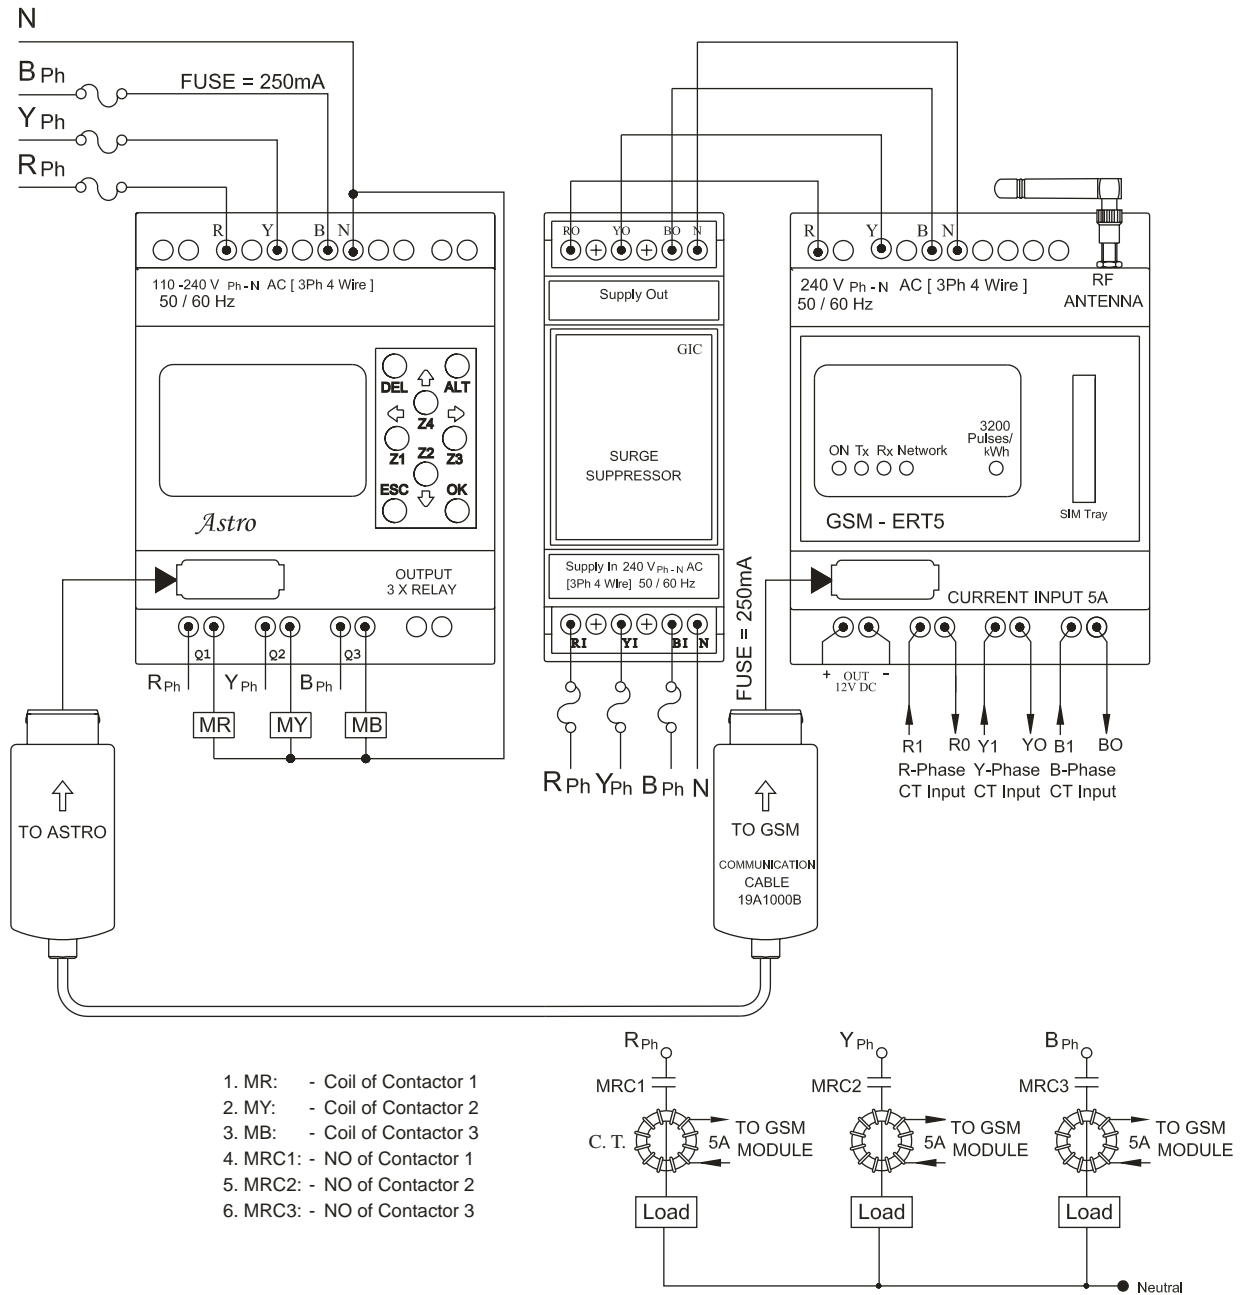 N
B Ph
FUSE = 250mA
Y Ph
R Ph
R Y B N
RO YO BO N
R Y B N
110 -240 V Ph - N AC [ 3Ph 4 Wire ]
50 / 60 Hz
Supply Out
240 V Ph - N AC [ 3Ph 4 Wire ]
50 / 60 Hz
RF
ANTENNA
DEL
ALT
Z4
Z1
Z2
Z3
ESC
OK
Astro
GIC
SURGE
SUPPRESSOR
3200
Pulses/
kWh
ON Tx Rx Network
GSM - ERT5
SIM Tray
OUTPUT
3 X RELAY
Supply In 240 V Ph - N AC
[3Ph 4 Wire] 50 / 60 Hz
FUSE = 250mA
CURRENT INPUT 5A
Q1 Q2 Q3
R Ph Y Ph B Ph
MR MY MB
RI YI BI N
R Ph Y Ph B Ph N
+ OUT -
12V DC
R1 R0 Y1 YO B1 BO
R-Phase Y-Phase B-Phase
CT Input CT Input CT Input
TO ASTRO
TO GSM
COMMUNICATION
CABLE
19A1000B
1. MR: - Coil of Contactor 1
2. MY: - Coil of Contactor 2
3. MB: - Coil of Contactor 3
4. MRC1: - NO of Contactor 1
5. MRC2: - NO of Contactor 2
6. MRC3: - NO of Contactor 3
R Ph Y Ph B Ph
MRC1 MRC2 MRC3
C. T.
5A TO GSM
MODULE
5A TO GSM
MODULE
5A TO GSM
MODULE
Load Load Load
Neutral